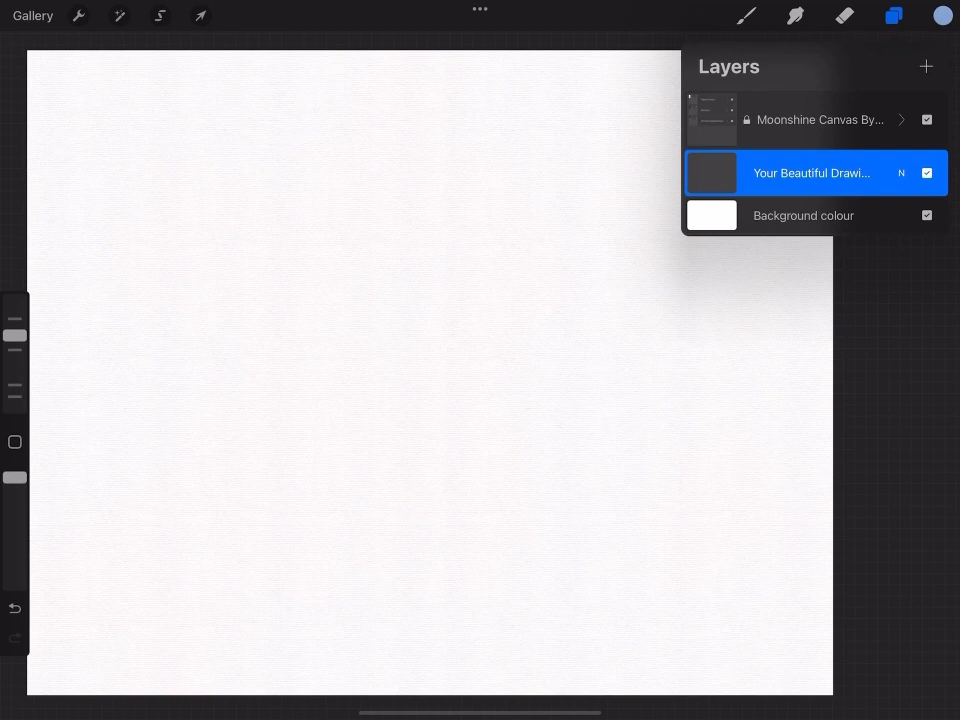 Gallery
Layers
Moonshine Canvas By...
Your Beautiful Drawi...
N
Background colour